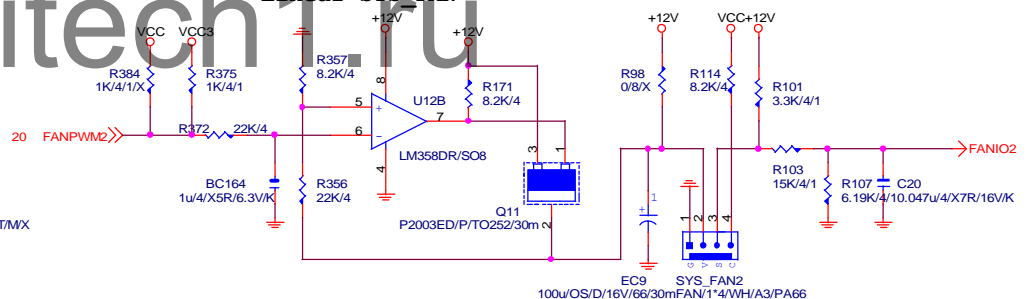 Linear
itech1.ru
VCC
VCC3
+12V
+12V
+12V
VCC
+12V
R384
1K/4/1/X
R375
1K/4/1
R357
8.2K/4
8
U12B
R171
8.2K/4
R98
0/8/X
R114
8.2K/4
R101
3.3K/4/1
5
+
7
20
FANPWM2
R372
22K/4
6
-
LM358DR/SO8
4
3
1
FANIO2
BC164
1u/4/X5R/6.3V/K
R356
22K/4
R103
15K/4/1
R107
6.19K/4/1
C20
0.047u/4/X7R/16V/K
Q11
P2003ED/P/TO252/30m
2
+
1
1
2
3
4
G
V
S
C
T/M/X
EC9
100u/OS/D/16V/66/30m
SYS_FAN2
FAN/1*4/WH/A3/PA66